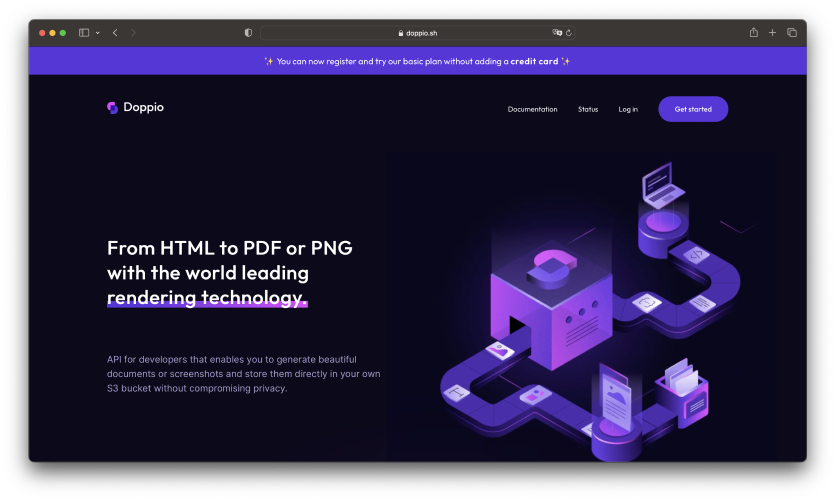 doppio.sh
✨ You can now register and try our basic plan without adding a credit card ✨
Doppio
Documentation
Status
Log in
Get started
From HTML to PDF or PNG
with the world leading
rendering technology.
API for developers that enables you to generate beautiful
documents or screenshots and store them directly in your own
S3 bucket without compromising privacy.